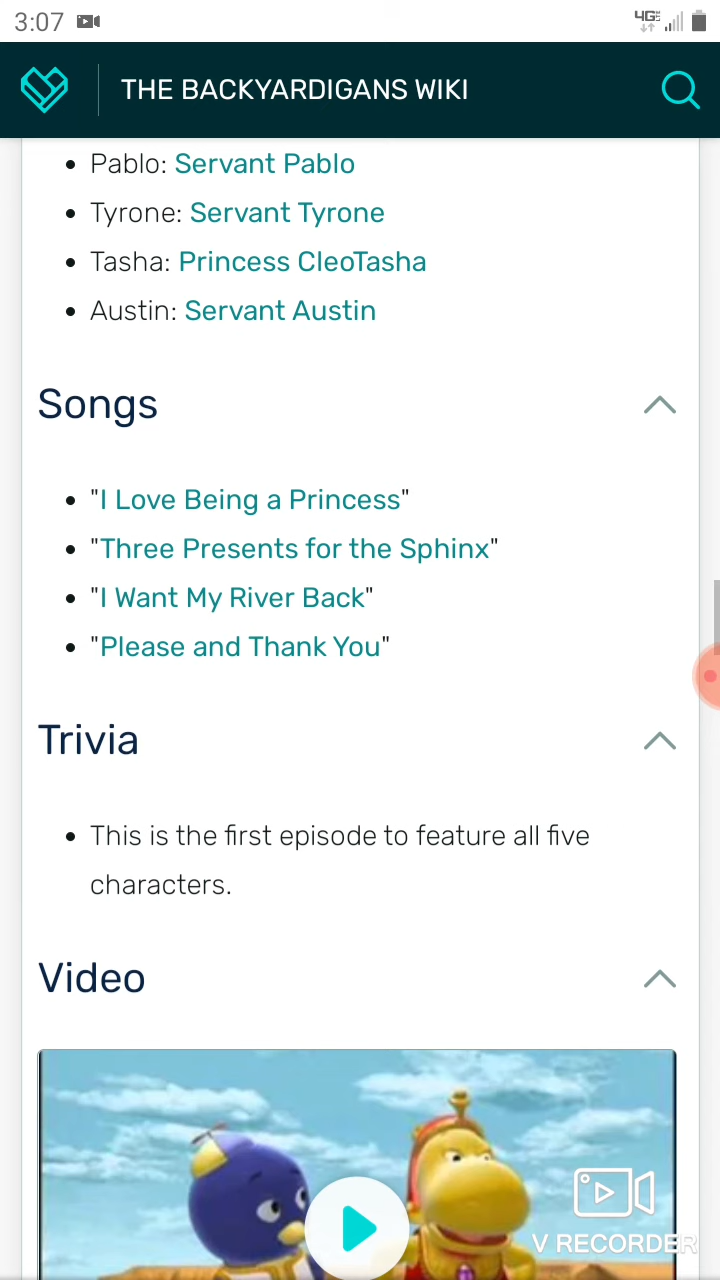 3:07
4GE
THE BACKYARDIGANS WIKI
Pablo: Servant Pablo
Tyrone: Servant Tyrone
Tasha: Princess CleoTasha
Austin: Servant Austin
Songs
"I Love Being a Princess"
"Three Presents for the Sphinx"
"I Want My River Back"
"Please and Thank You"
Trivia
This is the first episode to feature all five
characters.
Video
V RECORDER